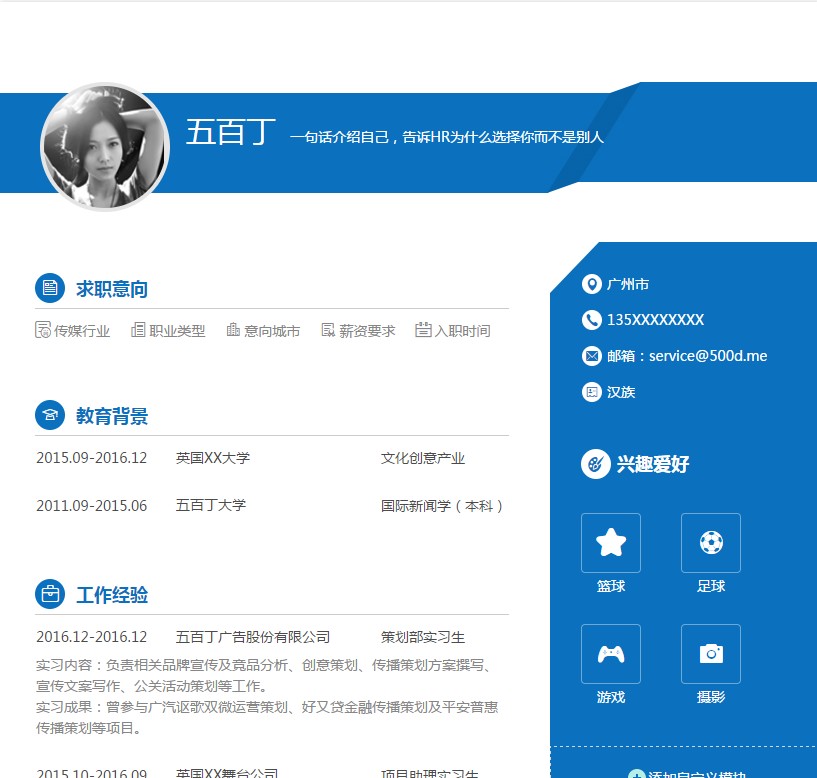 五百丁 一句话介绍自己，告诉HR为什么选择你而不是别人
求职意向
传媒行业 职业类型 意向城市 薪资要求 入职时间
教育背景
2015.09-2016.12 英国XX大学 文化创意产业
2011.09-2015.06 五百丁大学 国际新闻学（本科）
工作经验
2016.12-2016.12 五百丁广告股份有限公司 策划部实习生
实习内容：负责相关品牌宣传及竞品分析、创意策划、传播策划方案撰写、
宣传文案写作、公关活动策划等工作。
实习成果：曾参与广汽讴歌双微运营策划、好又贷金融传播策划及平安普惠
传播策划等项目。
2015.10-2016.09 英国XX舞台公司 项目助理实习生
广州市
135XXXXXXXX
邮箱：service@500d.me
汉族
兴趣爱好
篮球 足球
游戏 摄影
添加自定义模块